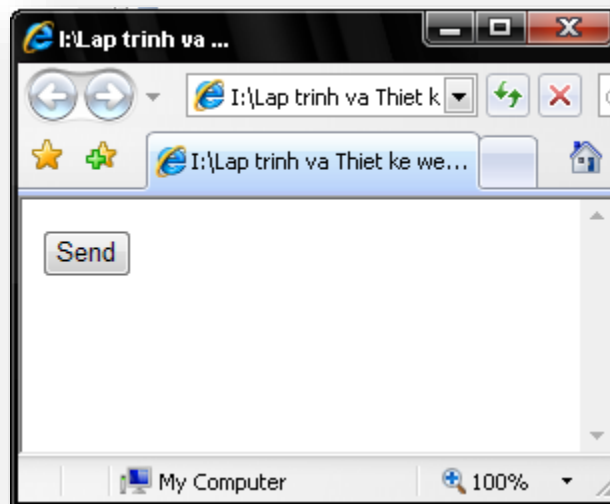 I:\Lap trinh va ...
I:\Lap trinh va Thiet k
I:\Lap trinh va Thiet ke we...
Send
My Computer
100%